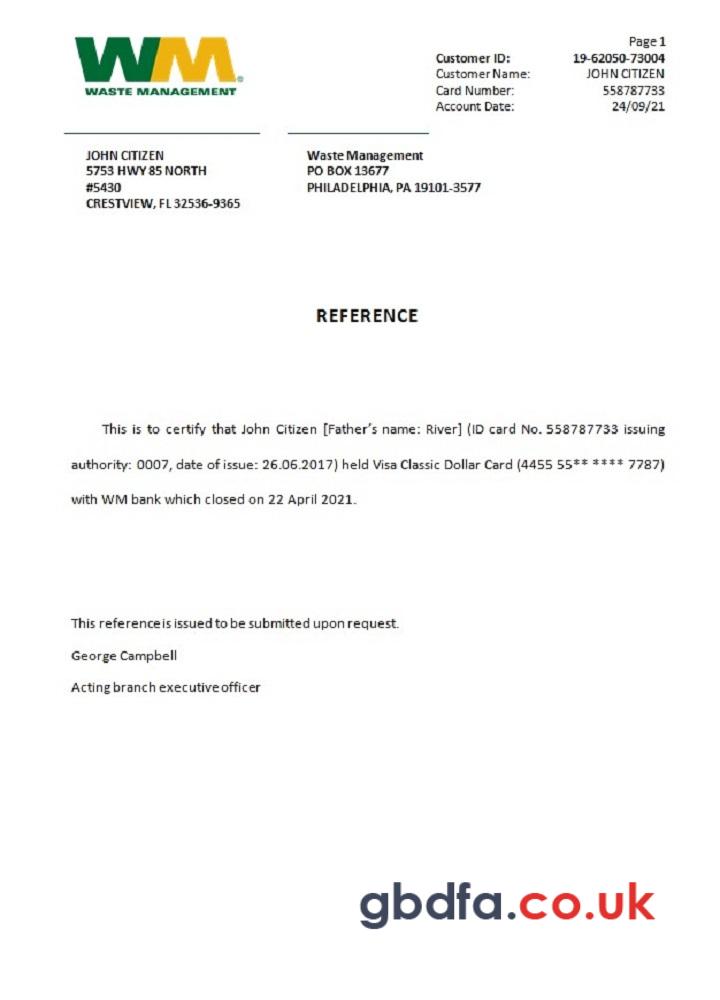 WM
WASTE MANAGEMENT
Page 1
Customer ID: 19-62050-73004
Customer Name: JOHN CITIZEN
Card Number: 558787733
Account Date: 24/09/21
JOHN CITIZEN
5753 HWY 85 NORTH
#5430
CRESTVIEW, FL 32536-9365
Waste Management
PO BOX 13677
PHILADELPHIA, PA 19101-3577
REFERENCE
This is to certify that John Citizen [Father’s name: River] (ID card No. 558787733 issuing
authority: 0007, date of issue: 26.06.2017) held Visa Classic Dollar Card (4455 55** **** 7787)
with WM bank which closed on 22 April 2021.
This reference is issued to be submitted upon request.
George Campbell
Acting branch executive officer
gbdfa.co.uk